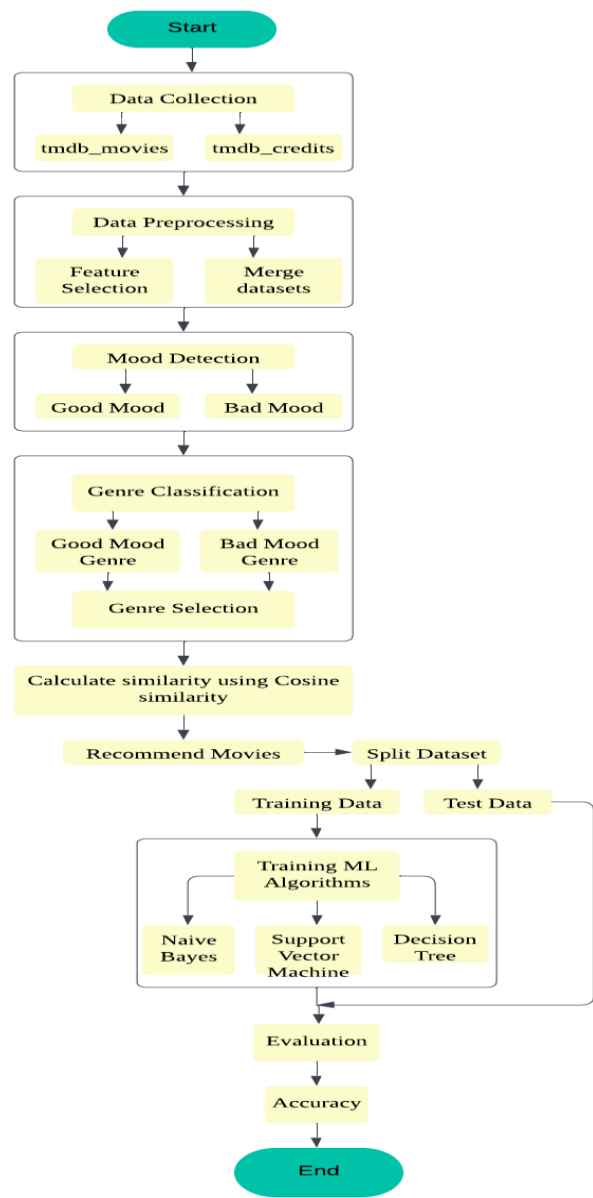 Start
Data Collection
tmdb_movies
tmdb_credits
Data Preprocessing
Feature
Selection
Merge
datasets
Mood Detection
Good Mood
Bad Mood
Genre Classification
Good Mood
Genre
Bad Mood
Genre
Genre Selection
Calculate similarity using Cosine
similarity
Recommend Movies
Split Dataset
Training Data
Test Data
Training ML
Algorithms
Naive
Bayes
Support
Vector
Machine
Decision
Tree
Evaluation
Accuracy
End